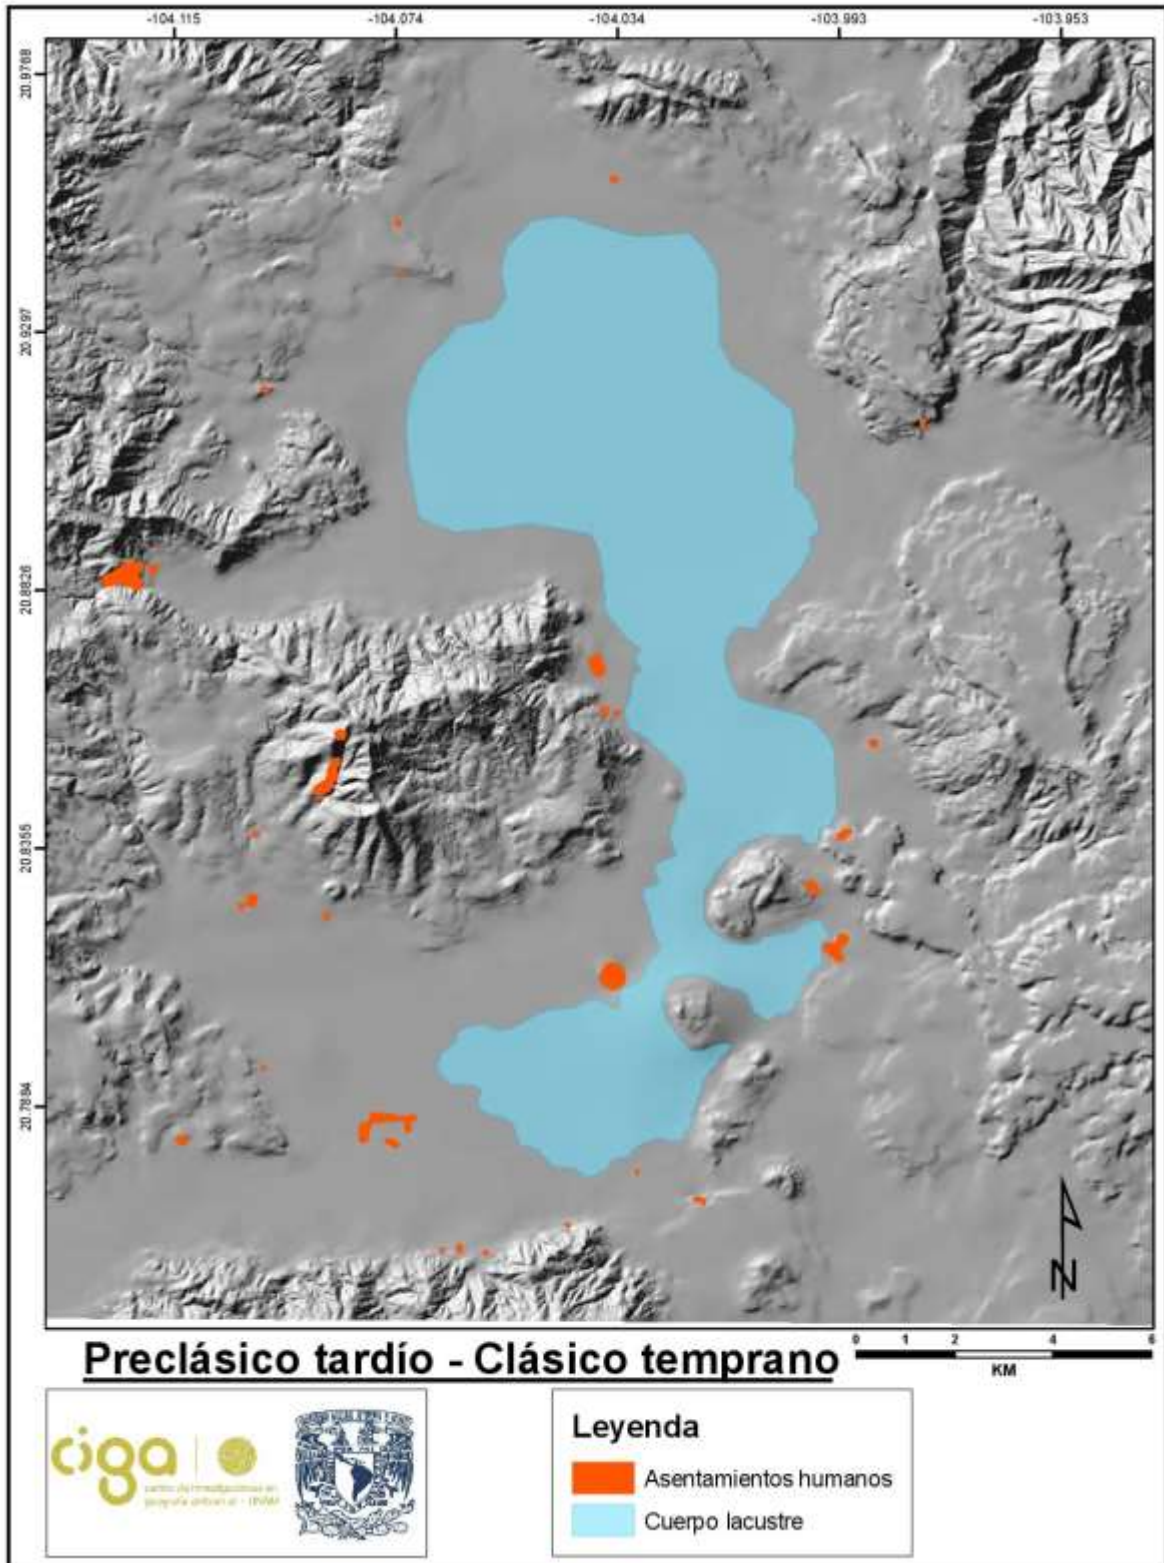 -104.115 -104.074 -104.034 -103.993 -103.953
20.9768
20.9297
20.8826
20.8355
20.7884
N
0 1 2 4 6
KM
Preclásico tardío - Clásico temprano
ciga
Leyenda
Asentamientos humanos
Cuerpo lacustre